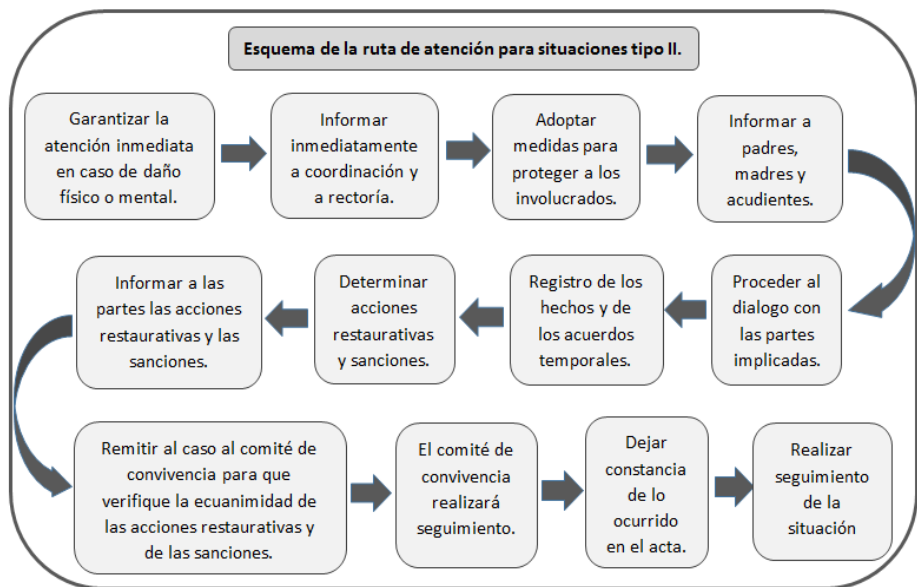 Esquema de la ruta de atención para situaciones tipo II.
Garantizar la
atención inmediata
en caso de daño
físico o mental.
Informar
inmediatamente
a coordinación y
a rectoría.
Adoptar
medidas para
proteger a los
involucrados.
Informar a
padres,
madres y
acudientes.
Proceder al
dialogo con
las partes
implicadas.
Registro de los
hechos y de
los acuerdos
temporales.
Determinar
acciones
restaurativas
y sanciones.
Informar a las
partes las acciones
restaurativas y las
sanciones.
Remitir al caso al comité de
convivencia para que
verifique la ecuanimidad de
las acciones restaurativas y
de las sanciones.
El comité de
convivencia
realizará
seguimiento.
Dejar
constancia
de lo
ocurrido
en el acta.
Realizar
seguimiento
de la
situación